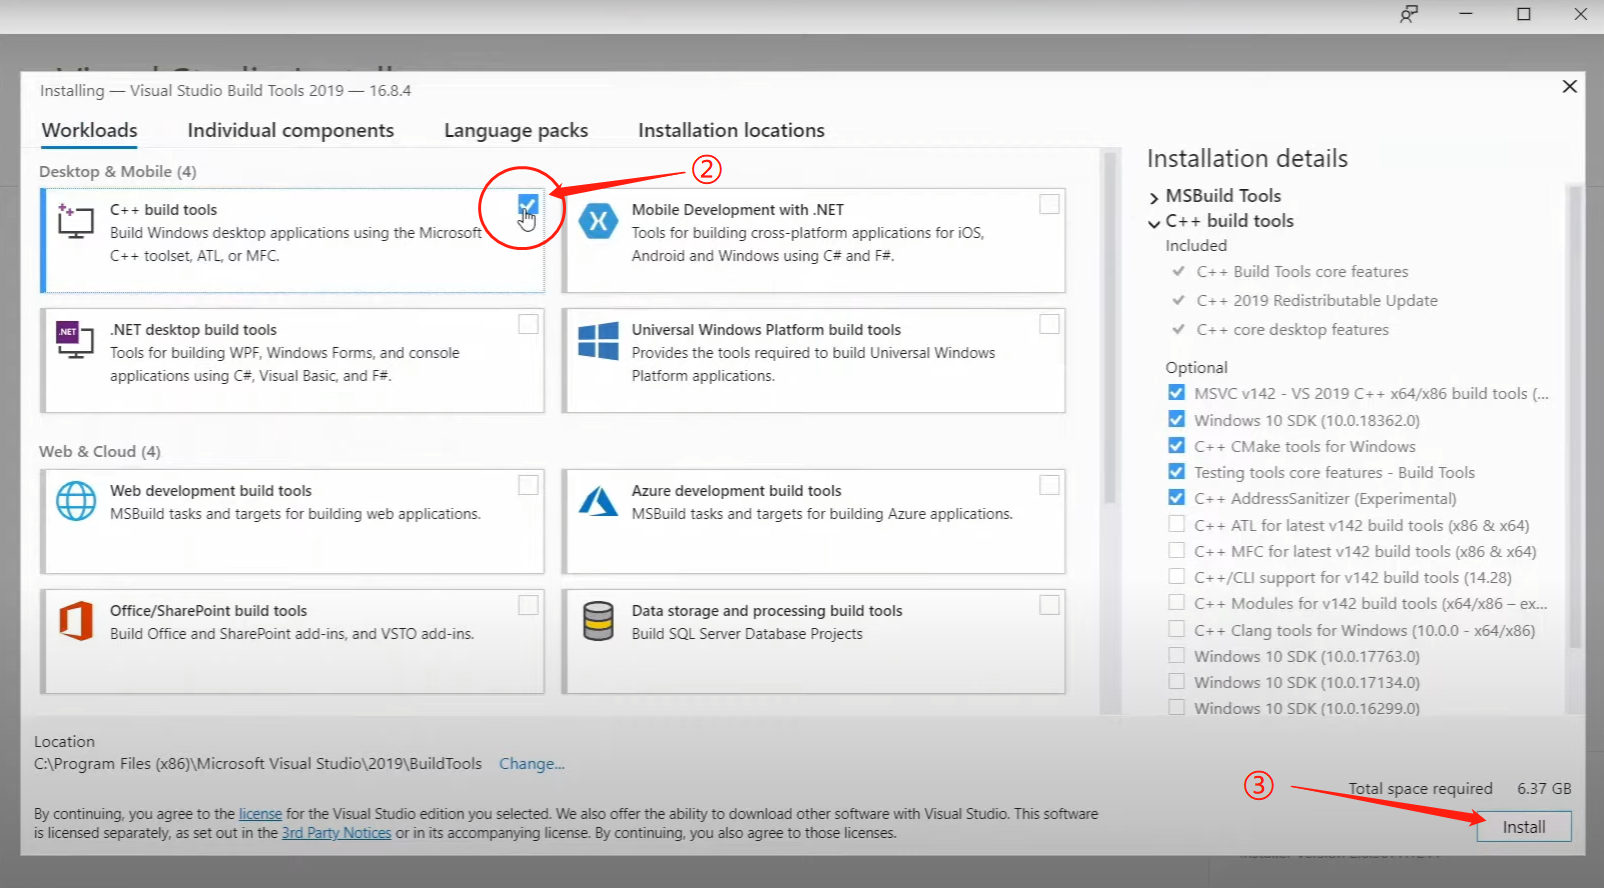 Installing — Visual Studio Build Tools 2019 — 16.8.4
Workloads
Individual components
Language packs
Installation locations
Desktop & Mobile (4)
②
C++ build tools
Build Windows desktop applications using the Microsoft
C++ toolset, ATL, or MFC.
Mobile Development with .NET
Tools for building cross-platform applications for iOS,
Android and Windows using C# and F#.
.NET
.NET desktop build tools
Tools for building WPF, Windows Forms, and console
applications using C#, Visual Basic, and F#.
Universal Windows Platform build tools
Provides the tools required to build Universal Windows
Platform applications.
Web & Cloud (4)
Web development build tools
MSBuild tasks and targets for building web applications.
Azure development build tools
MSBuild tasks and targets for building Azure applications.
Office/SharePoint build tools
Build Office and SharePoint add-ins, and VSTO add-ins.
Data storage and processing build tools
Build SQL Server Database Projects
Installation details
MSBuild Tools
C++ build tools
Included
C++ Build Tools core features
C++ 2019 Redistributable Update
C++ core desktop features
Optional
MSVC v142 - VS 2019 C++ x64/x86 build tools (...
Windows 10 SDK (10.0.18362.0)
C++ CMake tools for Windows
Testing tools core features - Build Tools
C++ AddressSanitizer (Experimental)
C++ ATL for latest v142 build tools (x86 & x64)
C++ MFC for latest v142 build tools (x86 & x64)
C++/CLI support for v142 build tools (14.28)
C++ Modules for v142 build tools (x64/x86 – ex...
C++ Clang tools for Windows (10.0.0 - x64/x86)
Windows 10 SDK (10.0.17763.0)
Windows 10 SDK (10.0.17134.0)
Windows 10 SDK (10.0.16299.0)
Location
C:\Program Files (x86)\Microsoft Visual Studio\2019\BuildTools Change...
③
Total space required 6.37 GB
By continuing, you agree to the license for the Visual Studio edition you selected. We also offer the ability to download other software with Visual Studio. This software
is licensed separately, as set out in the 3rd Party Notices or in its accompanying license. By continuing, you also agree to those licenses.
Install